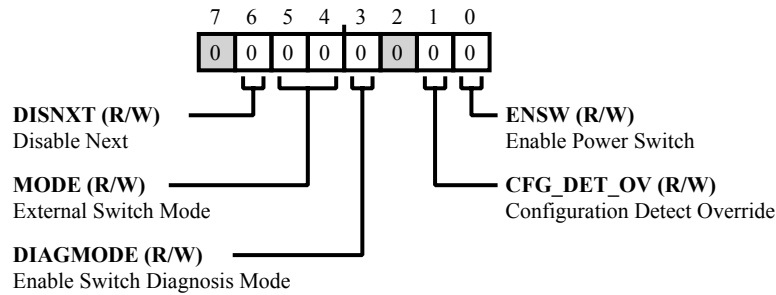 7 6 5 4 3 2 1 0
0 0 0 0 0 0 0 0
DISNXT (R/W)
Disable Next
ENSW (R/W)
Enable Power Switch
MODE (R/W)
External Switch Mode
CFG_DET_OV (R/W)
Configuration Detect Override
DIAGMODE (R/W)
Enable Switch Diagnosis Mode